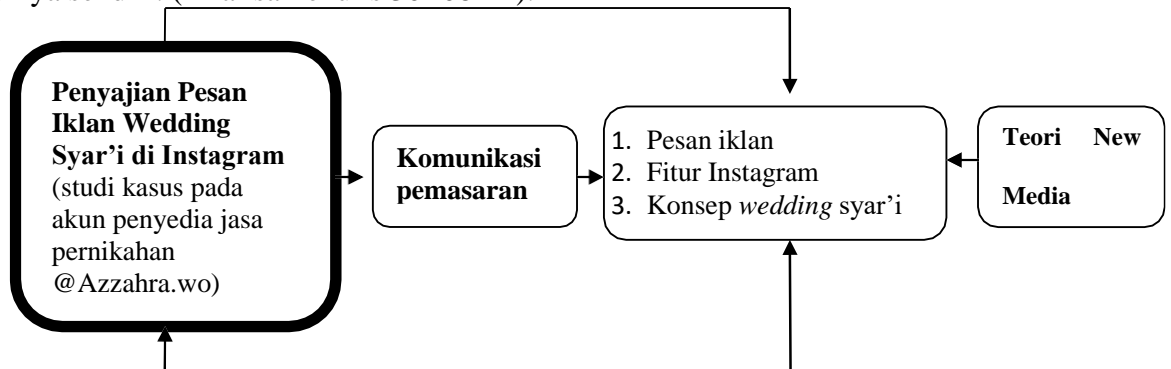 Penyajian Pesan
Iklan Wedding
Syar’i di Instagram
(studi kasus pada
akun penyedia jasa
pernikahan
@Azzahra.wo)
Komunikasi
pemasaran
1. Pesan iklan
2. Fitur Instagram
3. Konsep wedding syar’i
Teori New
Media